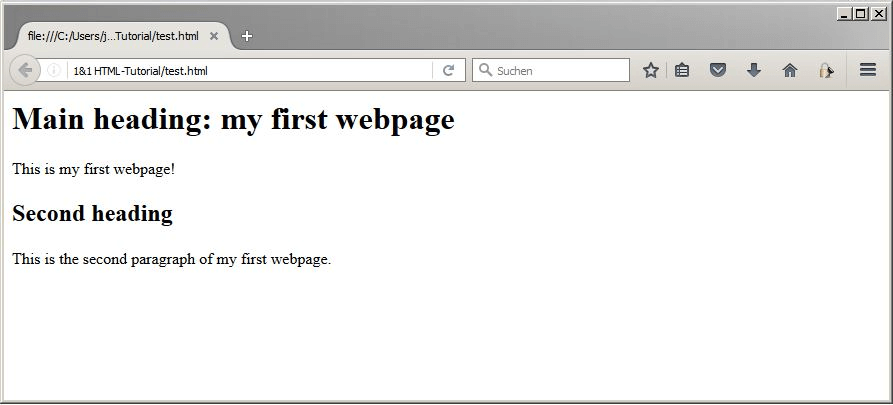 file:///C:/Users/j...Tutorial/test.html
1&1 HTML-Tutorial/test.html
Suchen
Main heading: my first webpage
This is my first webpage!
Second heading
This is the second paragraph of my first webpage.